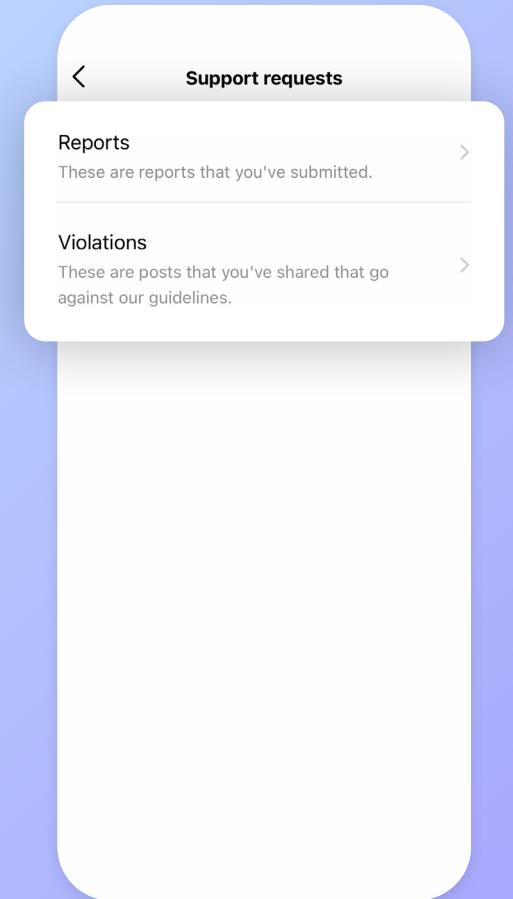 Support requests
Reports
These are reports that you've submitted.
Violations
These are posts that you've shared that go
against our guidelines.